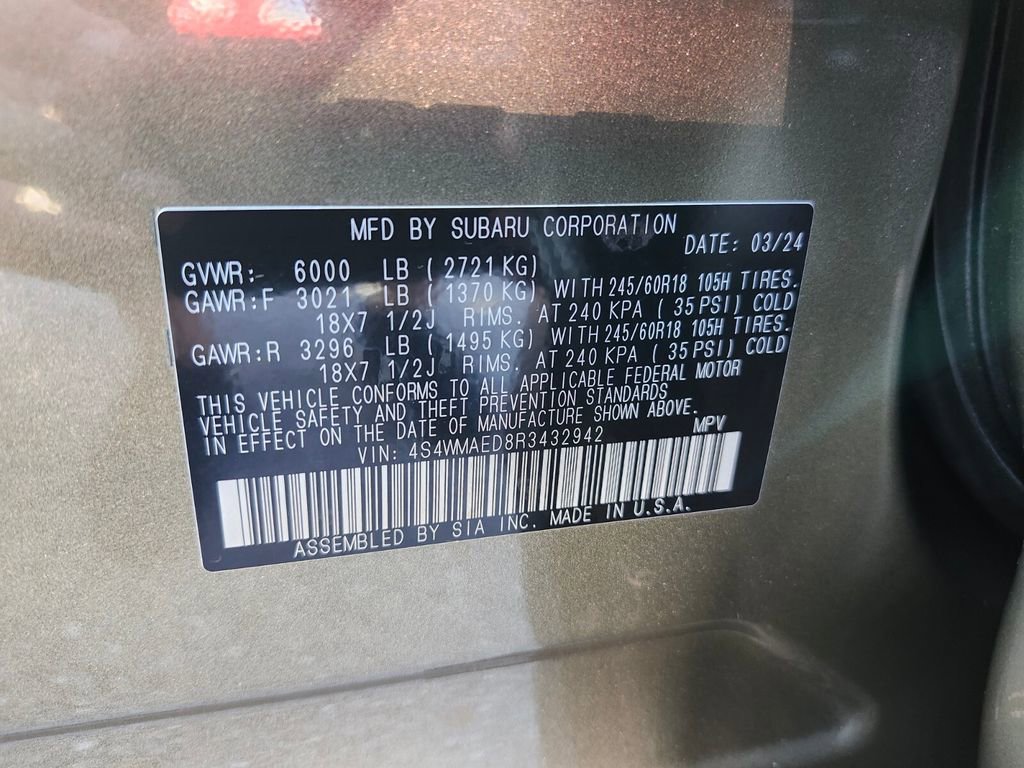 MFD BY SUBARU CORPORATION
DATE: 03/24
GVWR: 6000 LB ( 2721 KG)
GAWR:F 3021 LB ( 1370 KG) WITH 245/60R18 105H TIRES.
18X7 1/2J RIMS. AT 240 KPA ( 35 PSI) COLD
GAWR:R 3296 LB ( 1495 KG) WITH 245/60R18 105H TIRES.
18X7 1/2J RIMS. AT 240 KPA ( 35 PSI) COLD
THIS VEHICLE CONFORMS TO ALL APPLICABLE FEDERAL MOTOR
VEHICLE SAFETY AND THEFT PREVENTION STANDARDS
IN EFFECT ON THE DATE OF MANUFACTURE SHOWN ABOVE.
VIN: 4S4WMAED8R3432942 MPV
ASSEMBLED BY SIA INC. MADE IN U.S.A.